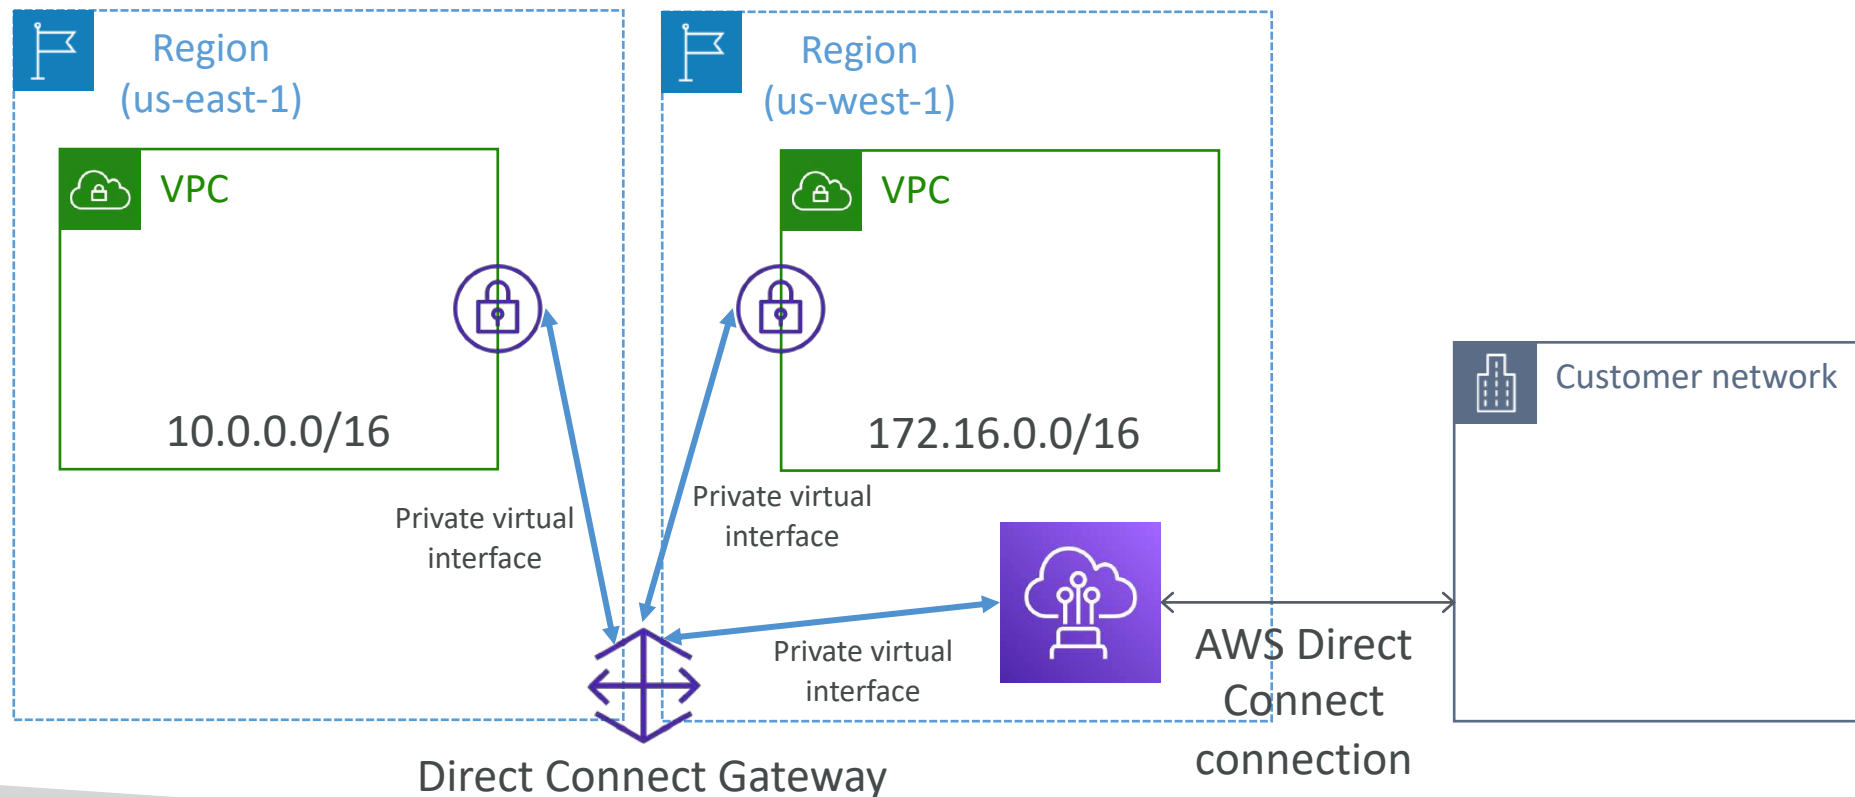 Region
(us-east-1)
Region
(us-west-1)
VPC
VPC
10.0.0.0/16
172.16.0.0/16
Customer network
Private virtual
interface
Private virtual
interface
Private virtual
interface
AWS Direct
Connect
connection
Direct Connect Gateway